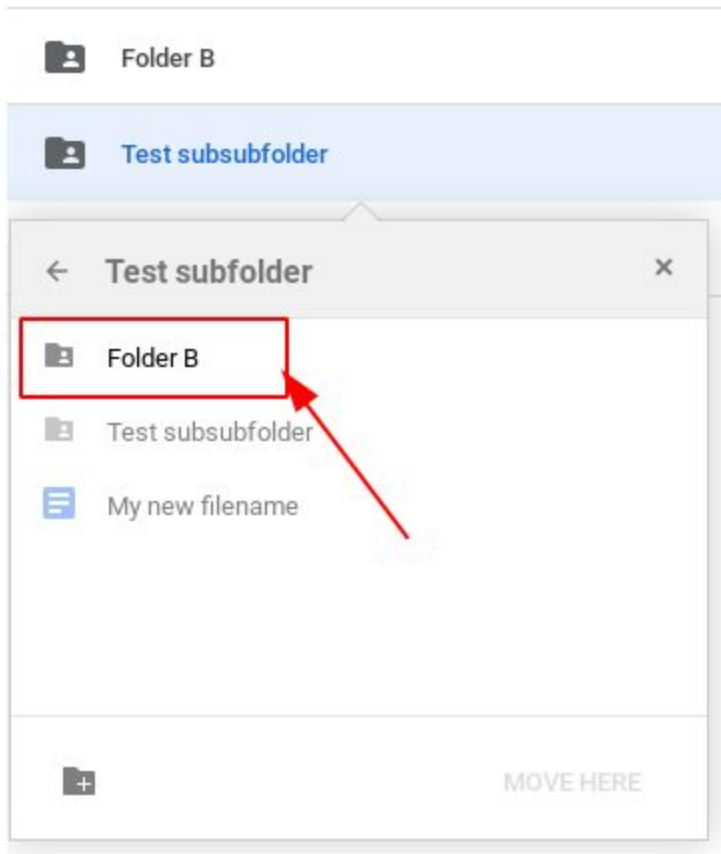 Folder B
Test subsubfolder
Test subfolder
Folder B
Test subsubfolder
My new filename
MOVE HERE